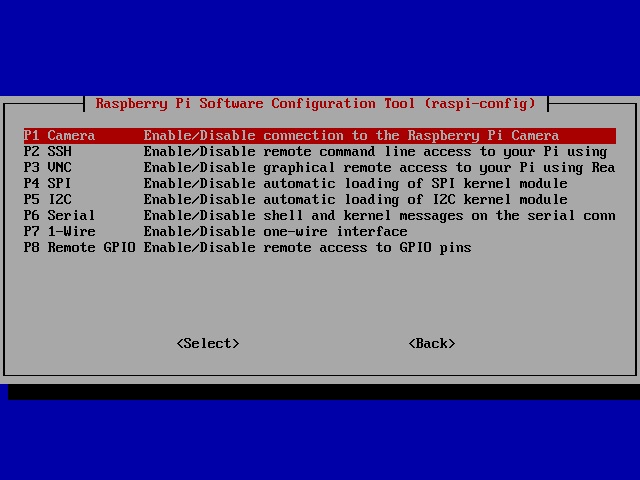 Raspberry Pi Software Configuration Tool (raspi-config)
P1 Camera Enable/Disable connection to the Raspberry Pi Camera
P2 SSH Enable/Disable remote command line access to your Pi using
P3 VNC Enable/Disable graphical remote access to your Pi using Rea
P4 SPI Enable/Disable automatic loading of SPI kernel module
P5 I2C Enable/Disable automatic loading of I2C kernel module
P6 Serial Enable/Disable shell and kernel messages on the serial conn
P7 1-Wire Enable/Disable one-wire interface
P8 Remote GPIO Enable/Disable remote access to GPIO pins
<Select> <Back>